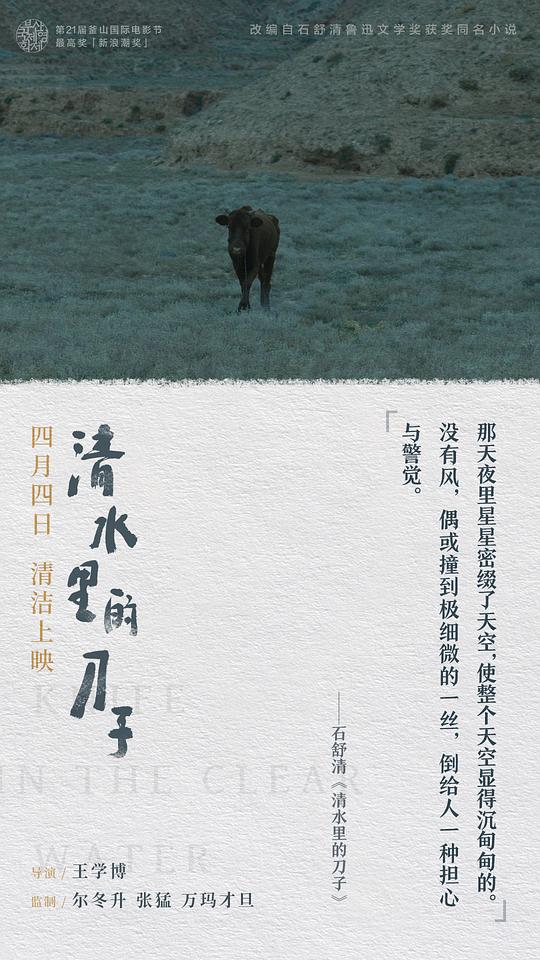 第21届釜山国际电影节
最高奖「新浪潮奖」
改编自石舒清鲁迅文学奖获奖同名小说
那天夜里星星密缀了天空，使整个天空显得沉甸甸的。
没有风，偶或撞到极细微的一丝，倒给人一种担心
与警觉。
——石舒清《清水里的刀子》
清水里的刀子
四月四日 清洁上映
KNIFE
IN THE CLEAR
WATER
导演 / 王学博
监制 / 尔冬升 张猛 万玛才旦